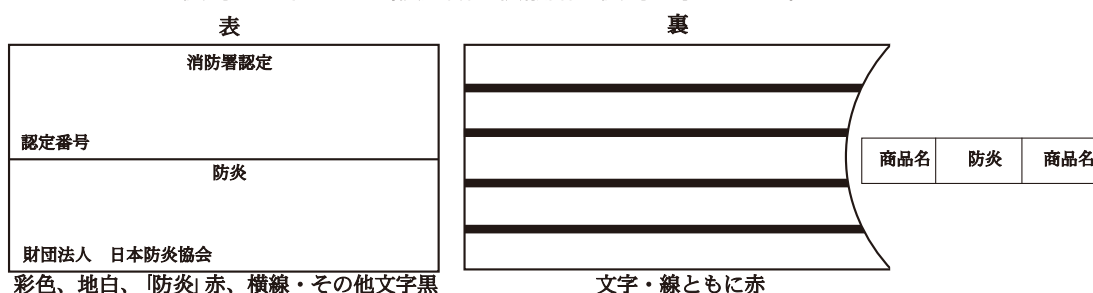 表
消防署認定
認定番号
防炎
財団法人　日本防炎協会
彩色、地白、「防炎」赤、横線・その他文字黒
裏
商品名 防炎 商品名
文字・線ともに赤